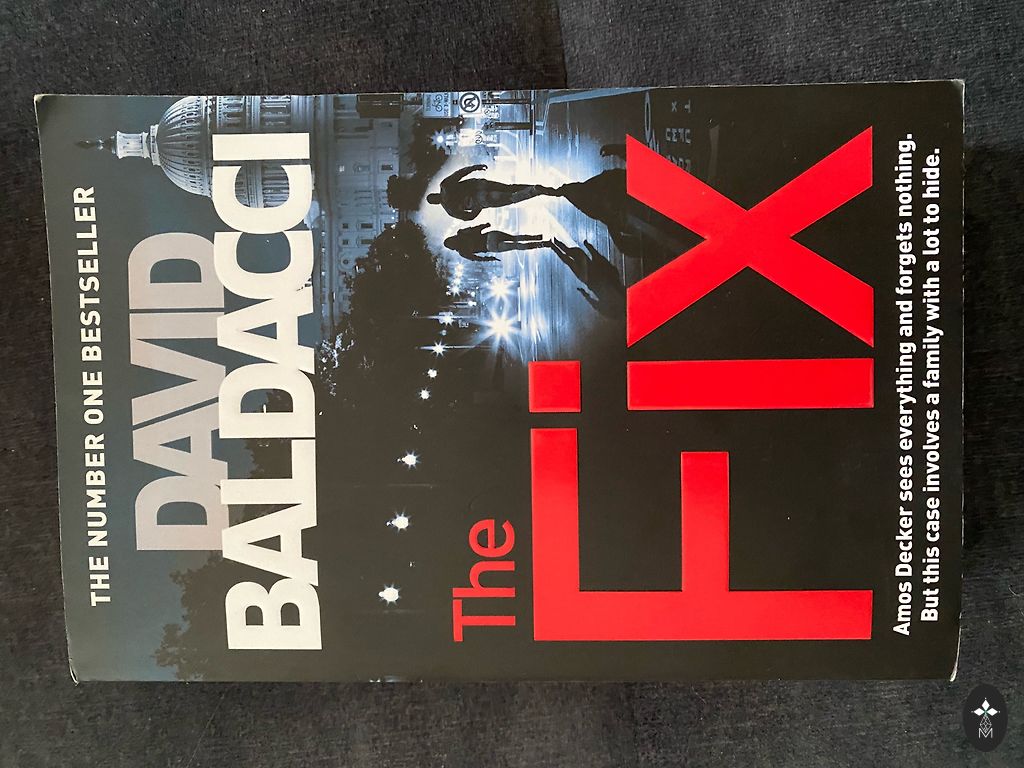 THE NUMBER ONE BESTSELLER
DAVID
BALDACCI
The
Fix
Amos Decker sees everything and forgets nothing.
But this case involves a family with a lot to hide.